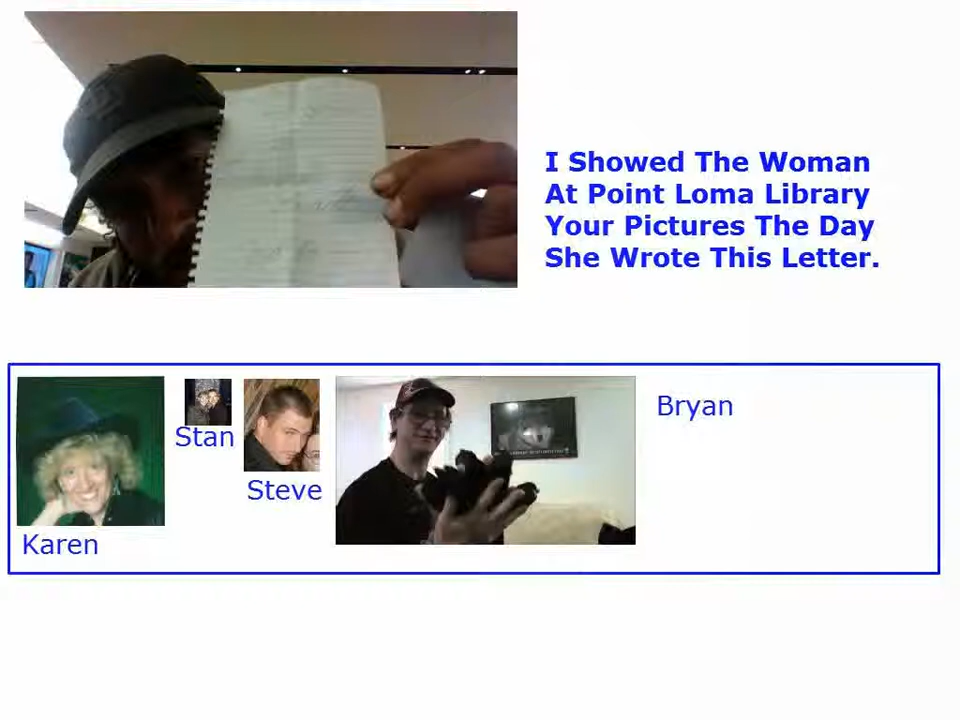 I Showed The Woman
At Point Loma Library
Your Pictures The Day
She Wrote This Letter.
Stan
Bryan
Steve
Karen